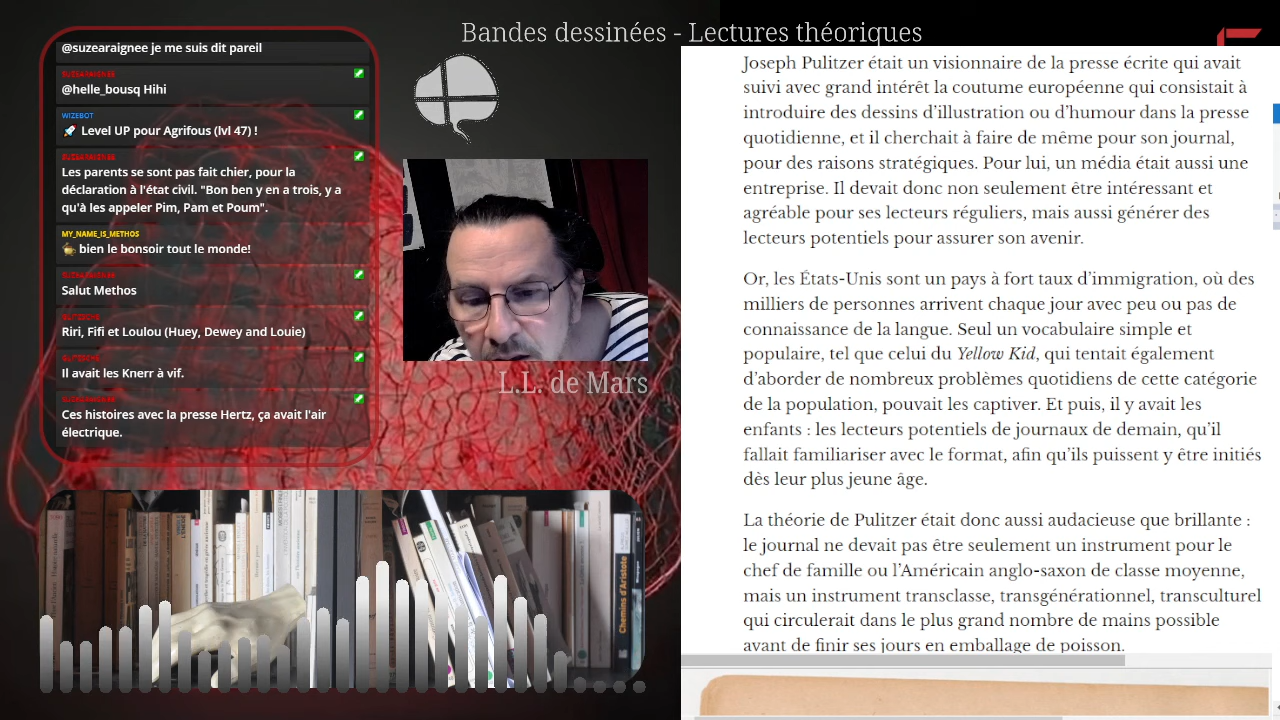 Bandes dessinées - Lectures théoriques
@suzearaignee je me suis dit pareil
SUZEARAIGNEE
@helle_bousq Hihi
WIZEBOT
🚀 Level UP pour Agrifous (lvl 47) !
SUZEARAIGNEE
Les parents se sont pas fait chier, pour la
déclaration à l'état civil. "Bon ben y en a trois, y a
qu'à les appeler Pim, Pam et Poum".
MY_NAME_IS_METHOS
bien le bonsoir tout le monde!
SUZEARAIGNEE
Salut Methos
Riri, Fifi et Loulou (Huey, Dewey and Louie)
Il avait les Knerr à vif.
SUZEARAIGNEE
Ces histoires avec la presse Hertz, ça avait l'air
électrique.
L.L. de Mars
Chemins d'Aristote
Joseph Pulitzer était un visionnaire de la presse écrite qui avait
suivi avec grand intérêt la coutume européenne qui consistait à
introduire des dessins d'illustration ou d'humour dans la presse
quotidienne, et il cherchait à faire de même pour son journal,
pour des raisons stratégiques. Pour lui, un média était aussi une
entreprise. Il devait donc non seulement être intéressant et
agréable pour ses lecteurs réguliers, mais aussi générer des
lecteurs potentiels pour assurer son avenir.
Or, les États-Unis sont un pays à fort taux d'immigration, où des
milliers de personnes arrivent chaque jour avec peu ou pas de
connaissance de la langue. Seul un vocabulaire simple et
populaire, tel que celui du Yellow Kid, qui tentait également
d'aborder de nombreux problèmes quotidiens de cette catégorie
de la population, pouvait les captiver. Et puis, il y avait les
enfants : les lecteurs potentiels de journaux de demain, qu'il
fallait familiariser avec le format, afin qu'ils puissent y être initiés
dès leur plus jeune âge.
La théorie de Pulitzer était donc aussi audacieuse que brillante :
le journal ne devait pas être seulement un instrument pour le
chef de famille ou l'Américain anglo-saxon de classe moyenne,
mais un instrument transclasse, transgénérationnel, transculturel
qui circulerait dans le plus grand nombre de mains possible
avant de finir ses jours en emballage de poisson.